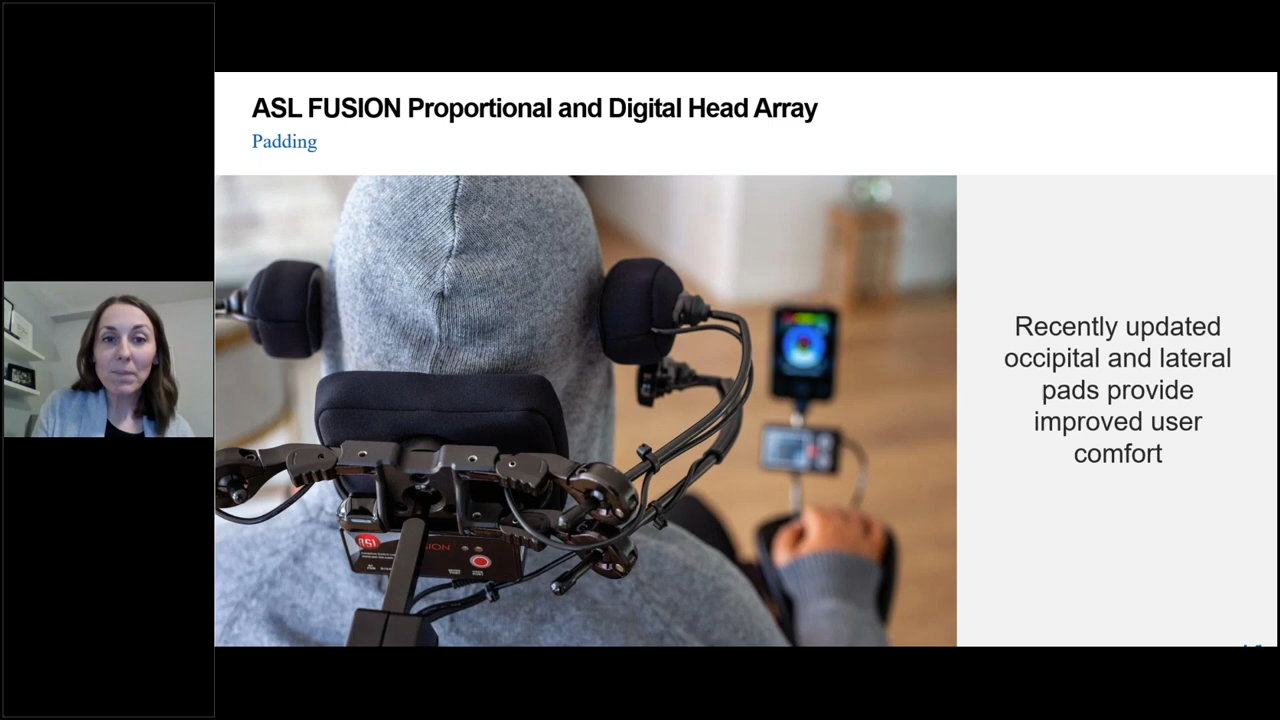 ASL FUSION Proportional and Digital Head Array
Padding
Recently updated
occipital and lateral
pads provide
improved user
comfort